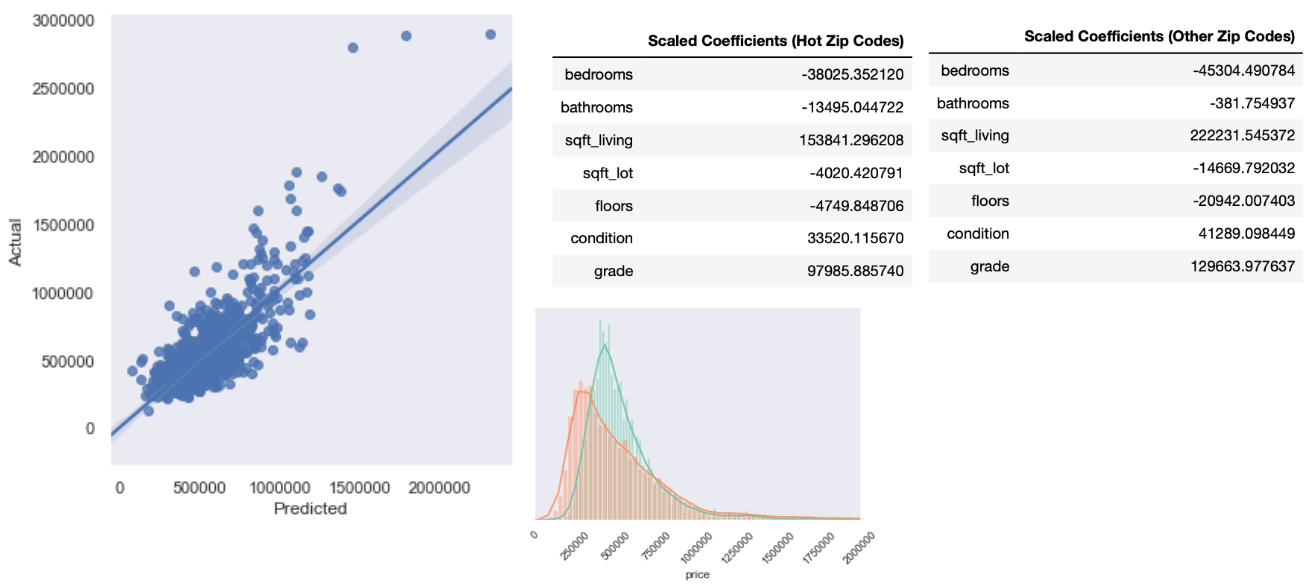 3000000
2500000
2000000
1500000
1000000
500000
0
Actual
0 500000 1000000 1500000 2000000
Predicted
Scaled Coefficients (Hot Zip Codes)
bedrooms -38025.352120
bathrooms -13495.044722
sqft_living 153841.296208
sqft_lot -4020.420791
floors -4749.848706
condition 33520.115670
grade 97985.885740
Scaled Coefficients (Other Zip Codes)
bedrooms -45304.490784
bathrooms -381.754937
sqft_living 222231.545372
sqft_lot -14669.792032
floors -20942.007403
condition 41289.098449
grade 129663.977637
0 250000 500000 750000 1000000 1250000 1500000 1750000 2000000
price